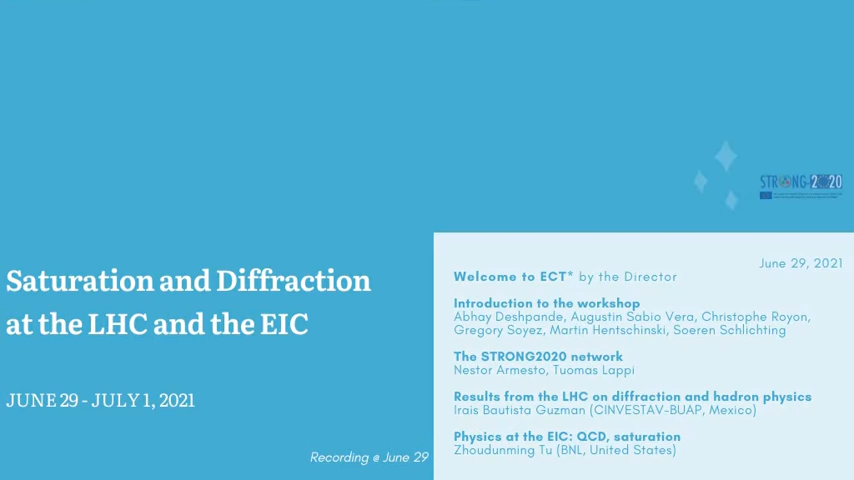 STRONG-2020
Saturation and Diffraction
at the LHC and the EIC
JUNE 29 - JULY 1, 2021
Recording @ June 29
June 29, 2021
Welcome to ECT* by the Director
Introduction to the workshop
Abhay Deshpande, Augustin Sabio Vera, Christophe Royon,
Gregory Soyez, Martin Hentschinski, Soeren Schlichting
The STRONG2020 network
Nestor Armesto, Tuomas Lappi
Results from the LHC on diffraction and hadron physics
Irais Bautista Guzman (CINVESTAV-BUAP, Mexico)
Physics at the EIC: QCD, saturation
Zhoudunming Tu (BNL, United States)